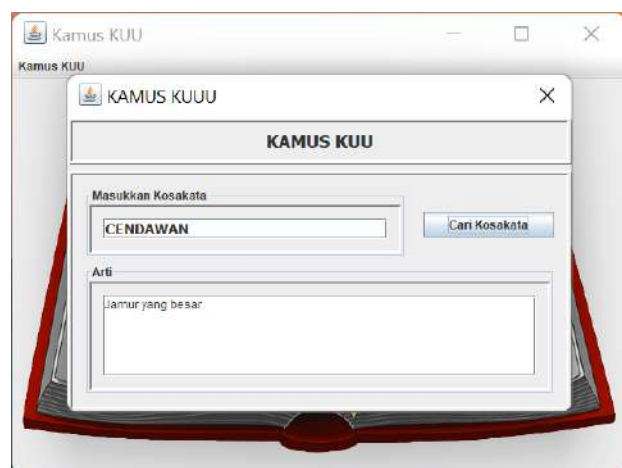 Kamus KUU
Kamus KUU
KAMUS KUUU
KAMUS KUU
Masukkan Kosakata
CENDAWAN
Cari Kosakata
Arti
Jamur yang besar